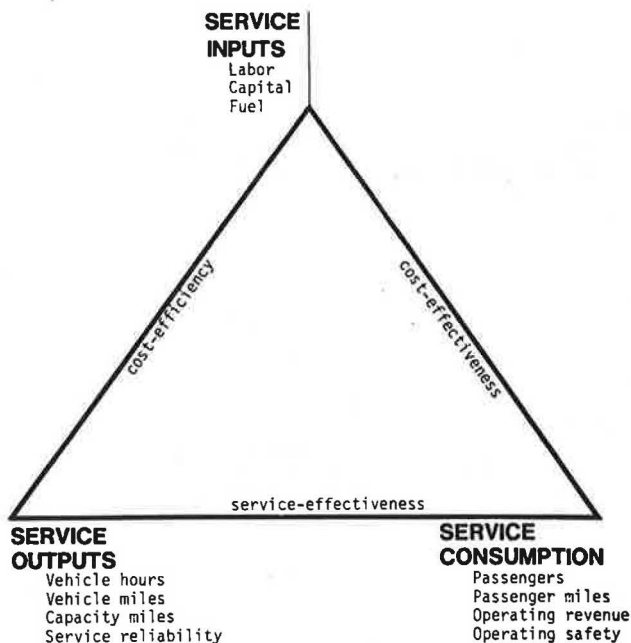 SERVICE
INPUTS
Labor
Capital
Fuel
cost-efficiency
cost-effectiveness
service-effectiveness
SERVICE
OUTPUTS
Vehicle hours
Vehicle miles
Capacity miles
Service reliability
SERVICE
CONSUMPTION
Passengers
Passenger miles
Operating revenue
Operating safety